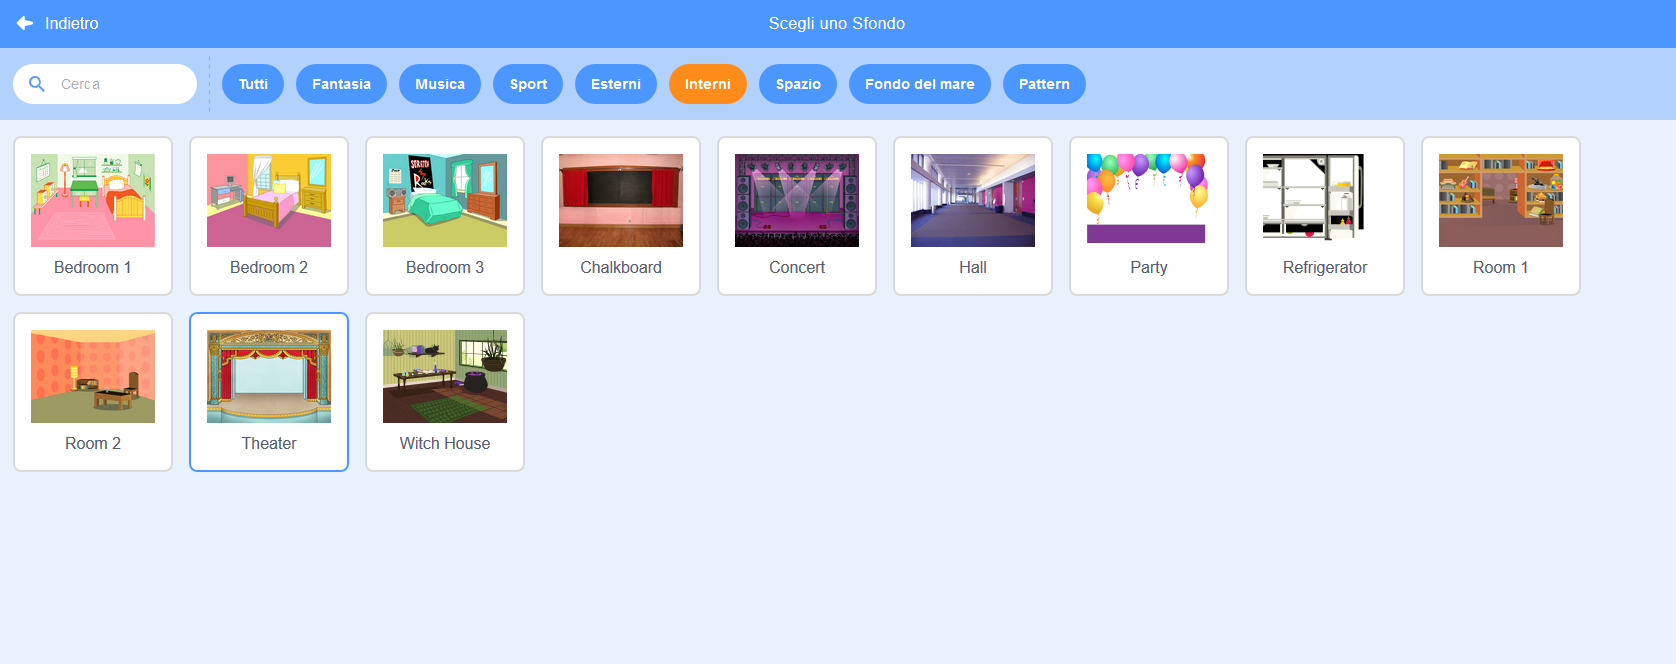 Indietro
Scegli uno Sfondo
Cerca
Tutti
Fantasia
Musica
Sport
Esterni
Interni
Spazio
Fondo del mare
Pattern
Bedroom 1
Bedroom 2
Bedroom 3
Chalkboard
Concert
Hall
Party
Refrigerator
Room 1
Room 2
Theater
Witch House